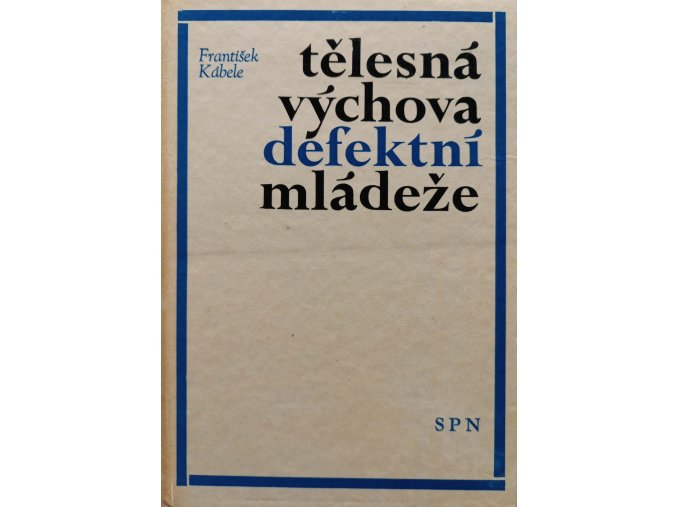 František
Kábele
tělesná
výchova
defektní
mládeže
SPN